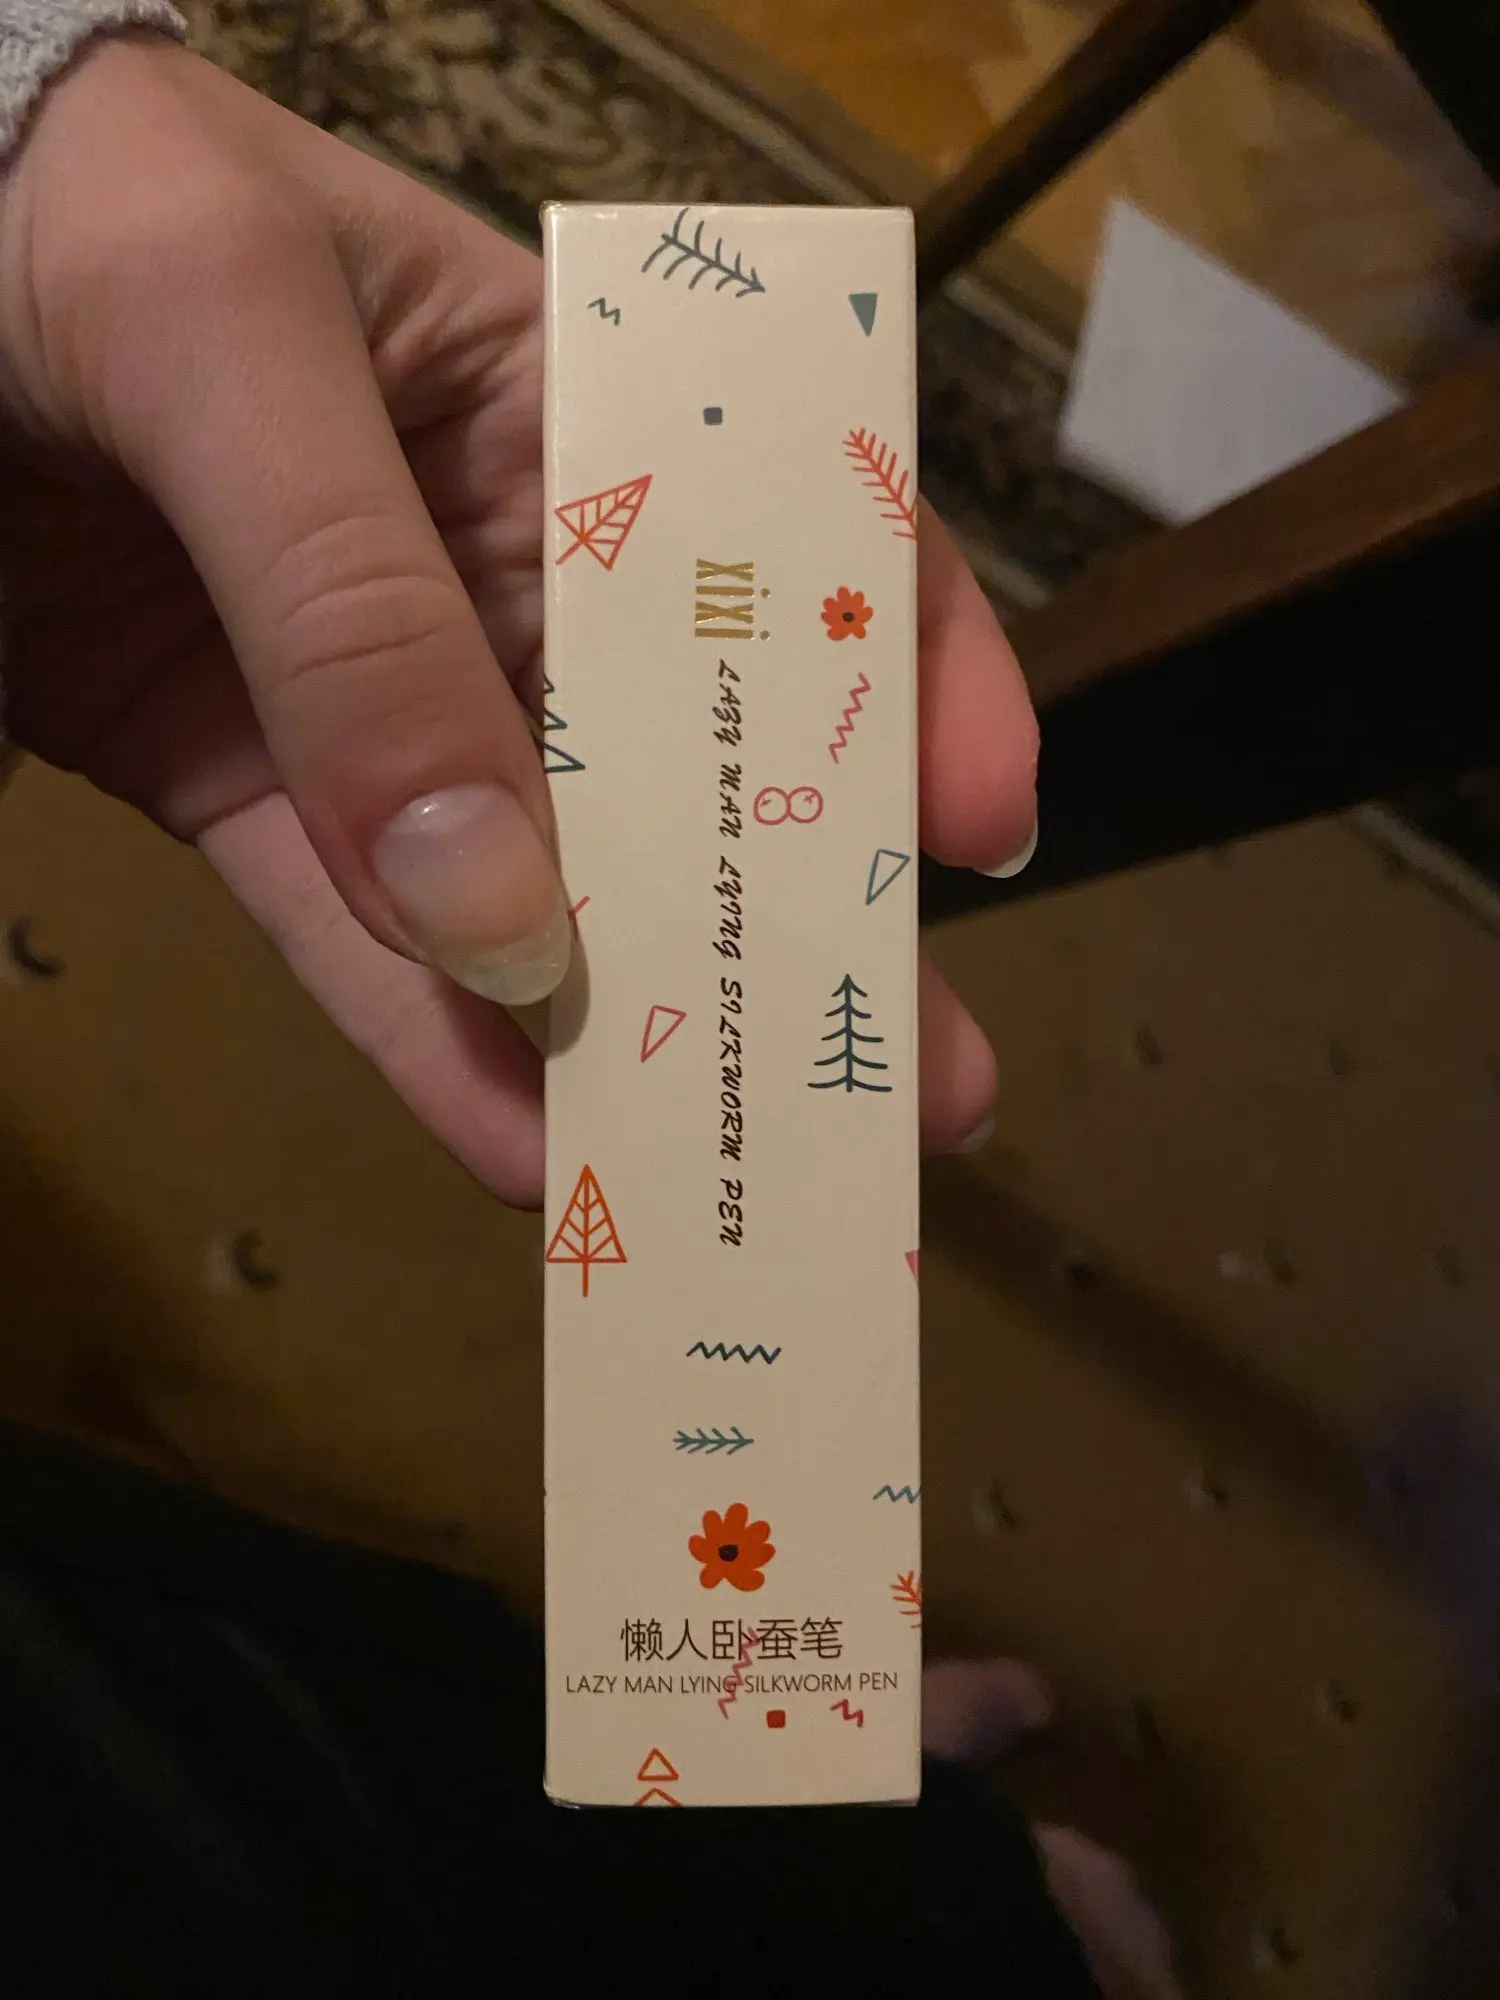 xixi
LAZY MAN LYING SILKWORM PEN
懒人卧蚕笔
LAZY MAN LYING SILKWORM PEN